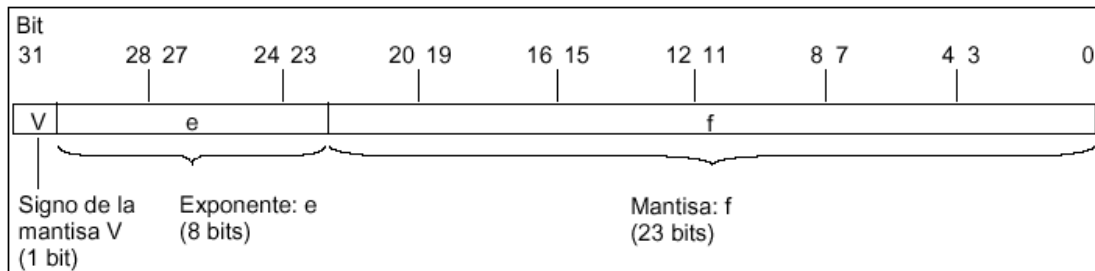 Bit
31 28 27 24 23 20 19 16 15 12 11 8 7 4 3 0
V e f
Signo de la Exponente: e Mantisa: f
mantisa V (8 bits) (23 bits)
(1 bit)